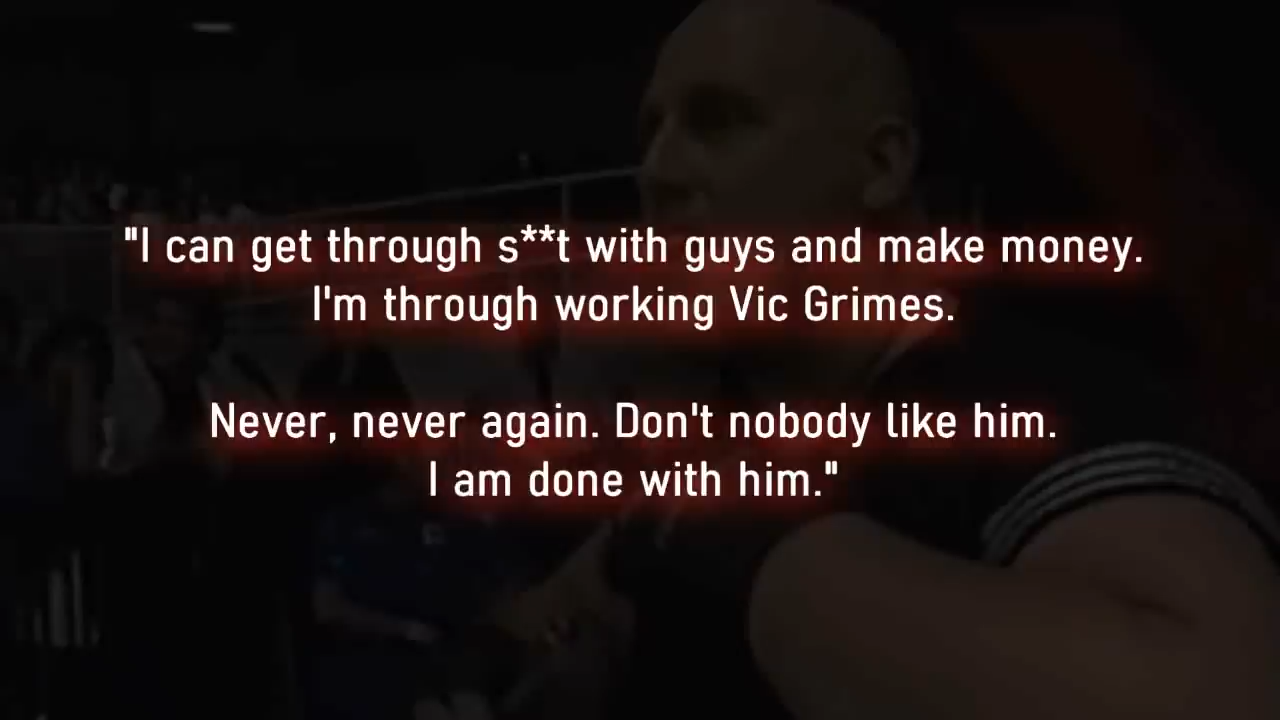 "I can get through s**t with guys and make money.
I'm through working Vic Grimes.
Never, never again. Don't nobody like him.
I am done with him."